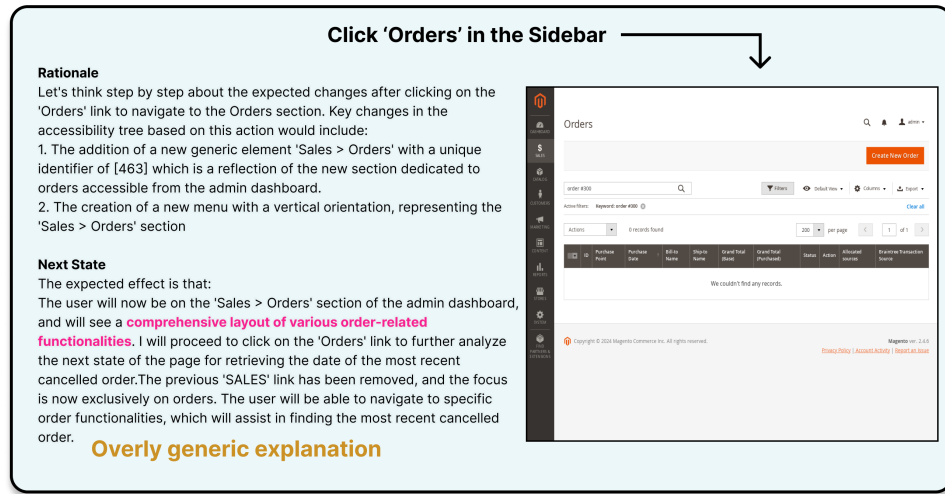 Click ‘Orders’ in the Sidebar
Rationale
Let's think step by step about the expected changes after clicking on the
'Orders' link to navigate to the Orders section. Key changes in the
accessibility tree based on this action would include:
1. The addition of a new generic element 'Sales > Orders' with a unique
identifier of [463] which is a reflection of the new section dedicated to
orders accessible from the admin dashboard.
2. The creation of a new menu with a vertical orientation, representing the
'Sales > Orders' section
Next State
The expected effect is that:
The user will now be on the 'Sales > Orders' section of the admin dashboard,
and will see a comprehensive layout of various order-related
functionalities. I will proceed to click on the 'Orders' link to further analyze
the next state of the page for retrieving the date of the most recent
cancelled order.The previous 'SALES' link has been removed, and the focus
is now exclusively on orders. The user will be able to navigate to specific
order functionalities, which will assist in finding the most recent cancelled
order.
Overly generic explanation
DASHBOARD
SALES
CATALOG
CUSTOMERS
MARKETING
CONTENT
REPORTS
STORES
SYSTEM
FIND
PARTNERS &
EXTENSIONS
Orders
admin
Create New Order
order #300
Filters
Default View
Columns
Export
Active filters: Keyword: order #300
Clear all
Actions
0 records found
200
per page
1
of 1
ID
Purchase
Point
Purchase
Date
Bill-to
Name
Ship-to
Name
Grand Total
(Base)
Grand Total
(Purchased)
Status
Action
Allocated
sources
Braintree Transaction
Source
We couldn't find any records.
Copyright © 2024 Magento Commerce Inc. All rights reserved.
Magento ver. 2.4.6
Privacy Policy | Account Activity | Report an Issue